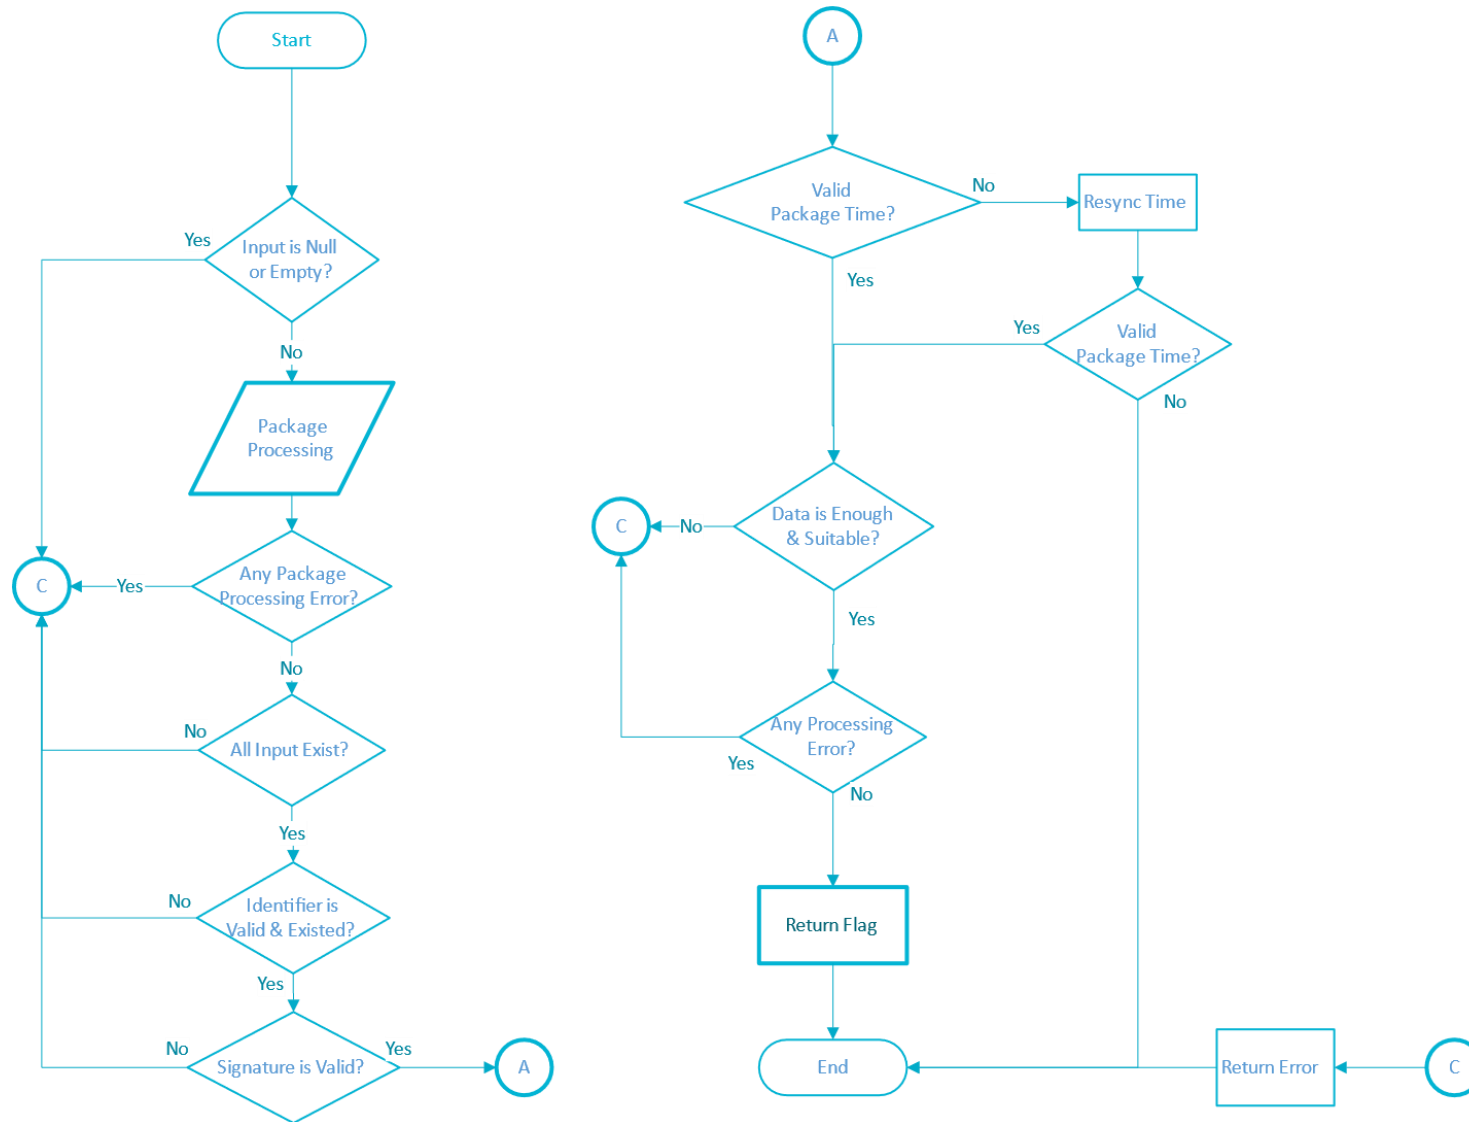 Start
Yes
Input is Null
or Empty?
No
Package
Processing
C
Yes
Any Package
Processing Error?
No
No
All Input Exist?
Yes
No
Identifier is
Valid & Existed?
Yes
No
Signature is Valid?
Yes
A
A
Valid
Package Time?
No
Resync Time
Yes
Yes
Valid
Package Time?
No
C
No
Data is Enough
& Suitable?
Yes
Any Processing
Error?
Yes
No
Return Flag
End
Return Error
C